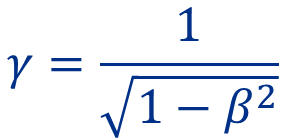 γ = 1 / √(1 − β²)